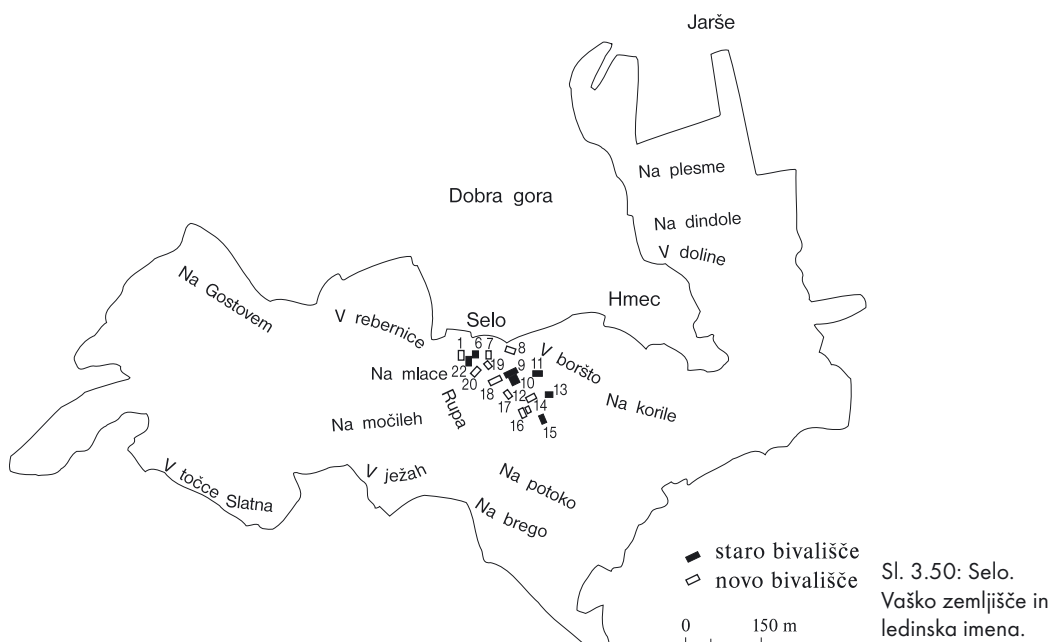 Jarše
Na plesme
Dobra gora
Na dindole
V doline
Na Gostovem
Hmec
V rebernice
Selo
1 6 7 8
V boršto
22 19 9 11
Na mlace
20 18 10
Na korile
Rupa
17 12 14 13
Na močileh
16 15
V ježah
V točce Slatna
Na potoko
Na brego
staro bivališče
novo bivališče
0 150 m
Sl. 3.50: Selo.
Vaško zemljišče in
ledinska imena.